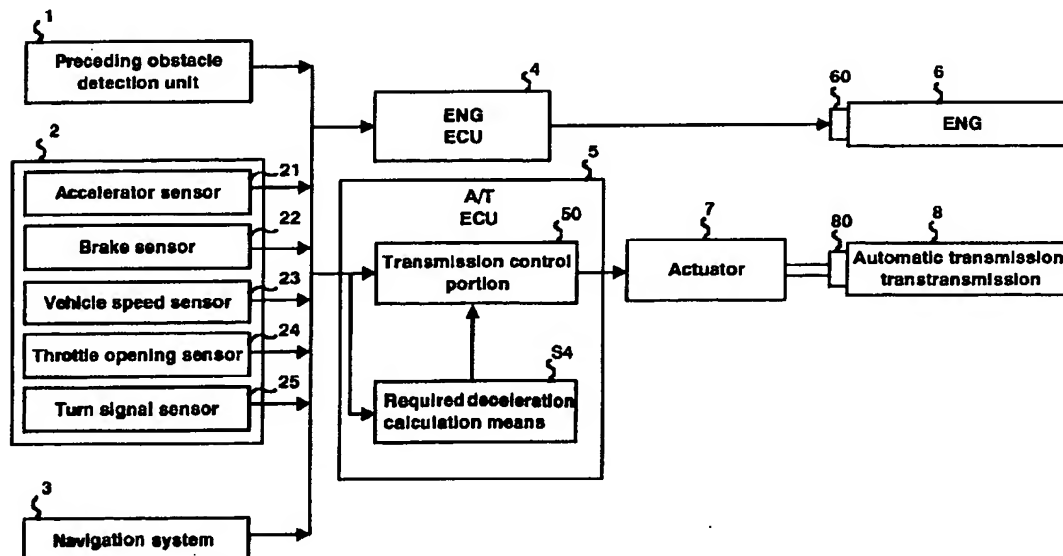 1
Preceding obstacle
detection unit
2
Accelerator sensor
21
Brake sensor
22
Vehicle speed sensor
23
Throttle opening sensor
24
Turn signal sensor
25
3
Navigation system
4
ENG
ECU
5
A/T
ECU
50
Transmission control
portion
S4
Required deceleration
calculation means
7
Actuator
60
6
ENG
80
8
Automatic transmission
transtransmission